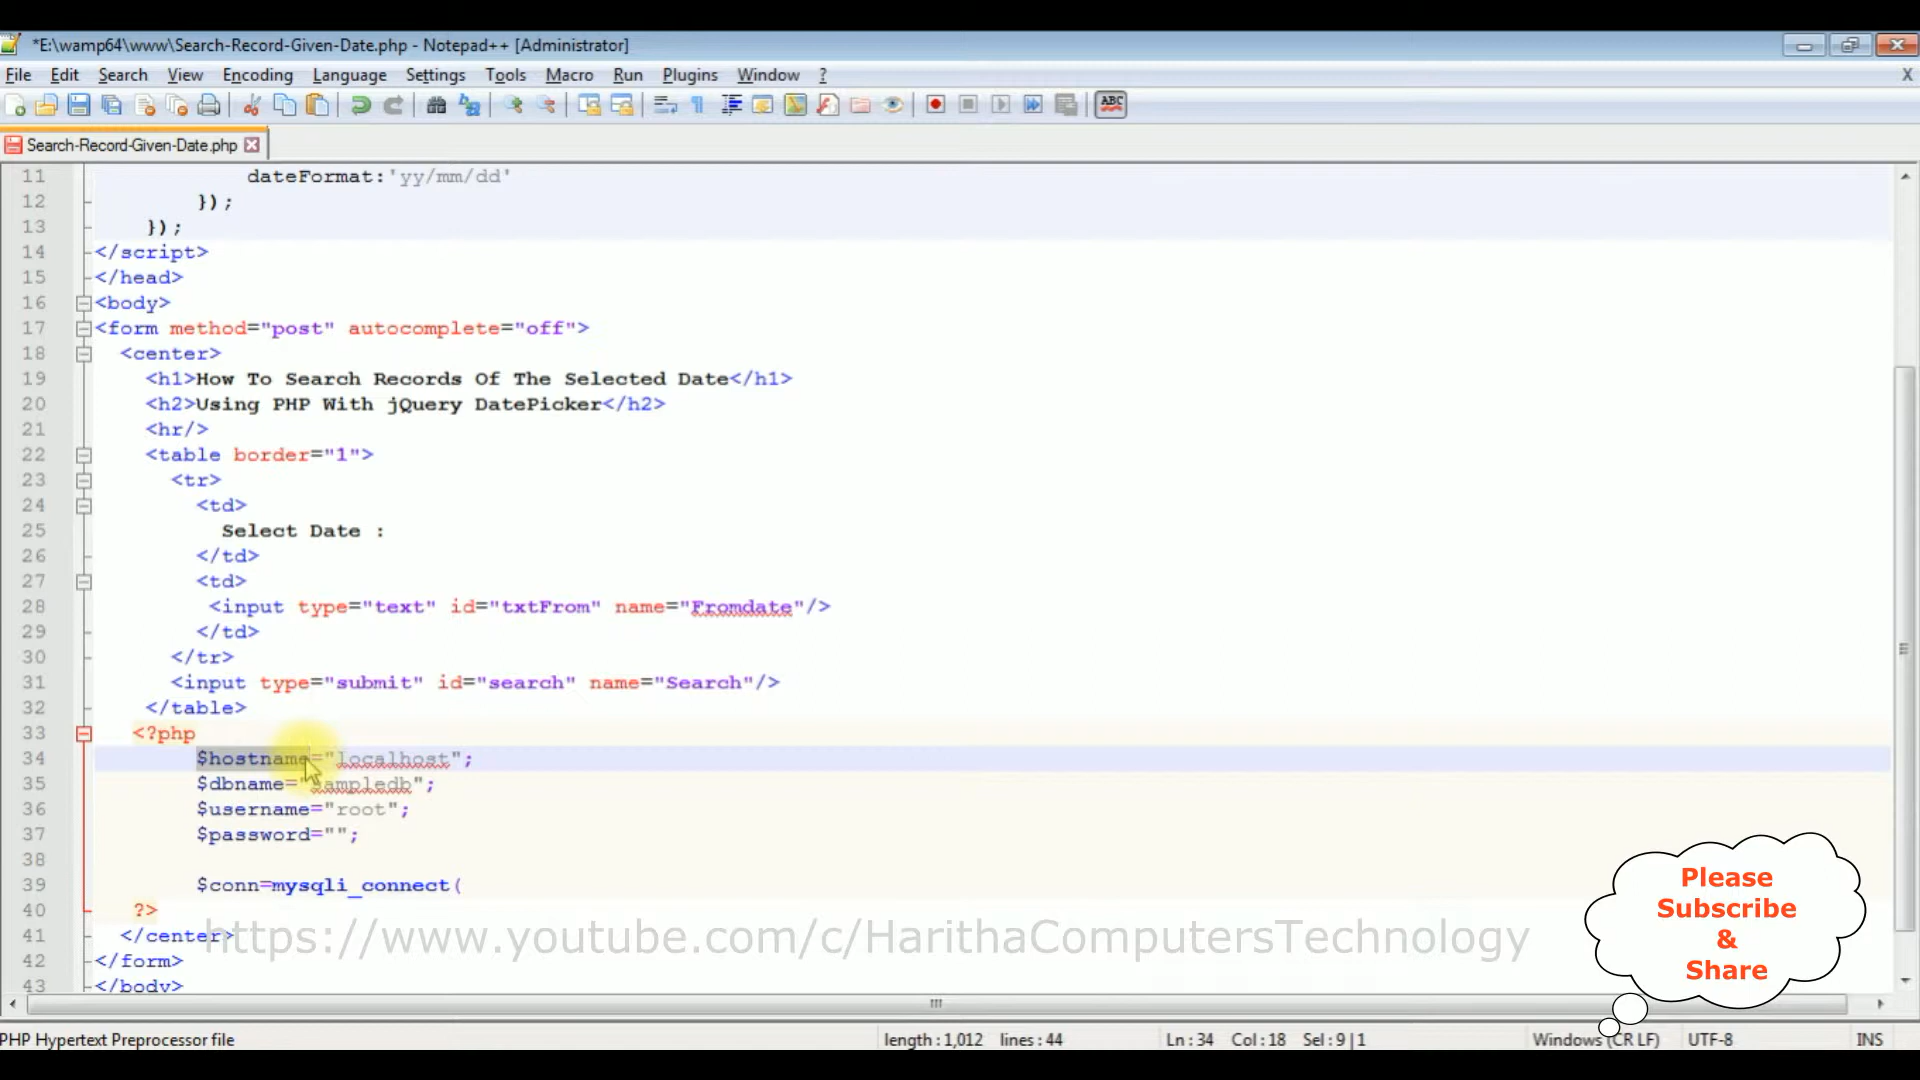 *E:\wamp64\www\Search-Record-Given-Date.php - Notepad++ [Administrator]
File Edit Search View Encoding Language Settings Tools Macro Run Plugins Window ? X
ABC
Search-Record-Given-Date.php
11 dateFormat:'yy/mm/dd'
12 });
13 });
14 </script>
15 </head>
16 <body>
17 <form method="post" autocomplete="off">
18 <center>
19 <h1>How To Search Records Of The Selected Date</h1>
20 <h2>Using PHP With jQuery DatePicker</h2>
21 <hr/>
22 <table border="1">
23 <tr>
24 <td>
25 Select Date :
26 </td>
27 <td>
28 <input type="text" id="txtFrom" name="Fromdate"/>
29 </td>
30 </tr>
31 <input type="submit" id="search" name="Search"/>
32 </table>
33 <?php
34 $hostname="localhost";
35 $dbname="sampledb";
36 $username="root";
37 $password="";
38
39 $conn=mysqli_connect(
40 ?>
41 </center>
42 </form>
43 </body>
https://www.youtube.com/c/HarithaComputersTechnology
Please
Subscribe
&
Share
PHP Hypertext Preprocessor file length : 1,012 lines : 44 Ln : 34 Col : 18 Sel : 9 | 1 Windows (CR LF) UTF-8 INS